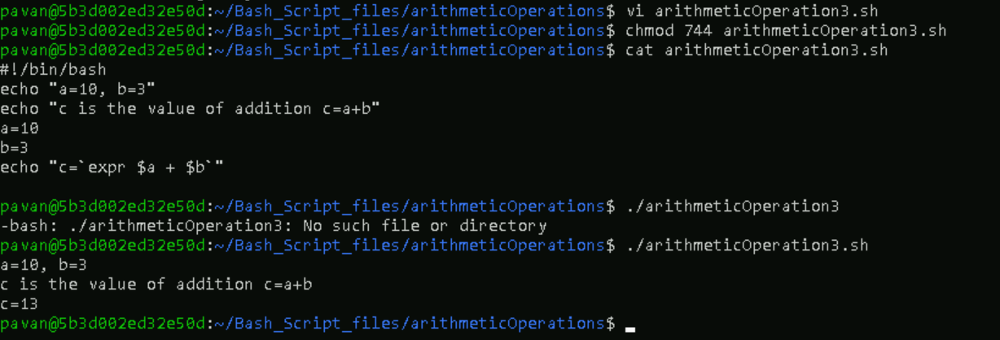 pavan@5b3d002ed32e50d:~/Bash_Script_files/arithmeticOperations$ vi arithmeticOperation3.sh
pavan@5b3d002ed32e50d:~/Bash_Script_files/arithmeticOperations$ chmod 744 arithmeticOperation3.sh
pavan@5b3d002ed32e50d:~/Bash_Script_files/arithmeticOperations$ cat arithmeticOperation3.sh
#!/bin/bash
echo "a=10, b=3"
echo "c is the value of addition c=a+b"
a=10
b=3
echo "c=`expr $a + $b`"
pavan@5b3d002ed32e50d:~/Bash_Script_files/arithmeticOperations$ ./arithmeticOperation3
-bash: ./arithmeticOperation3: No such file or directory
pavan@5b3d002ed32e50d:~/Bash_Script_files/arithmeticOperations$ ./arithmeticOperation3.sh
a=10, b=3
c is the value of addition c=a+b
c=13
pavan@5b3d002ed32e50d:~/Bash_Script_files/arithmeticOperations$